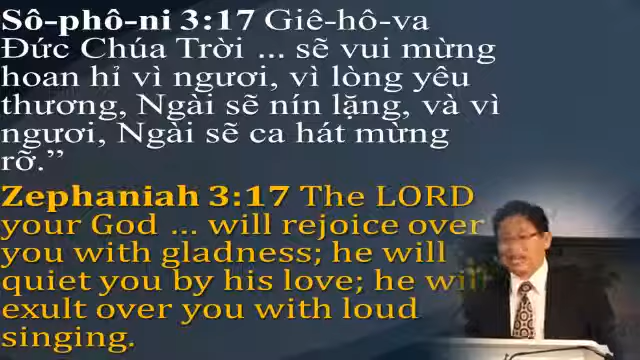 Sô-phô-ni 3:17 Giê-hô-va
Đức Chúa Trời ... sẽ vui mừng
hoan hỉ vì ngươi, vì lòng yêu
thương, Ngài sẽ nín lặng, và vì
ngươi, Ngài sẽ ca hát mừng
rỡ.”
Zephaniah 3:17 The LORD
your God ... will rejoice over
you with gladness; he will
quiet you by his love; he will
exult over you with loud
singing.